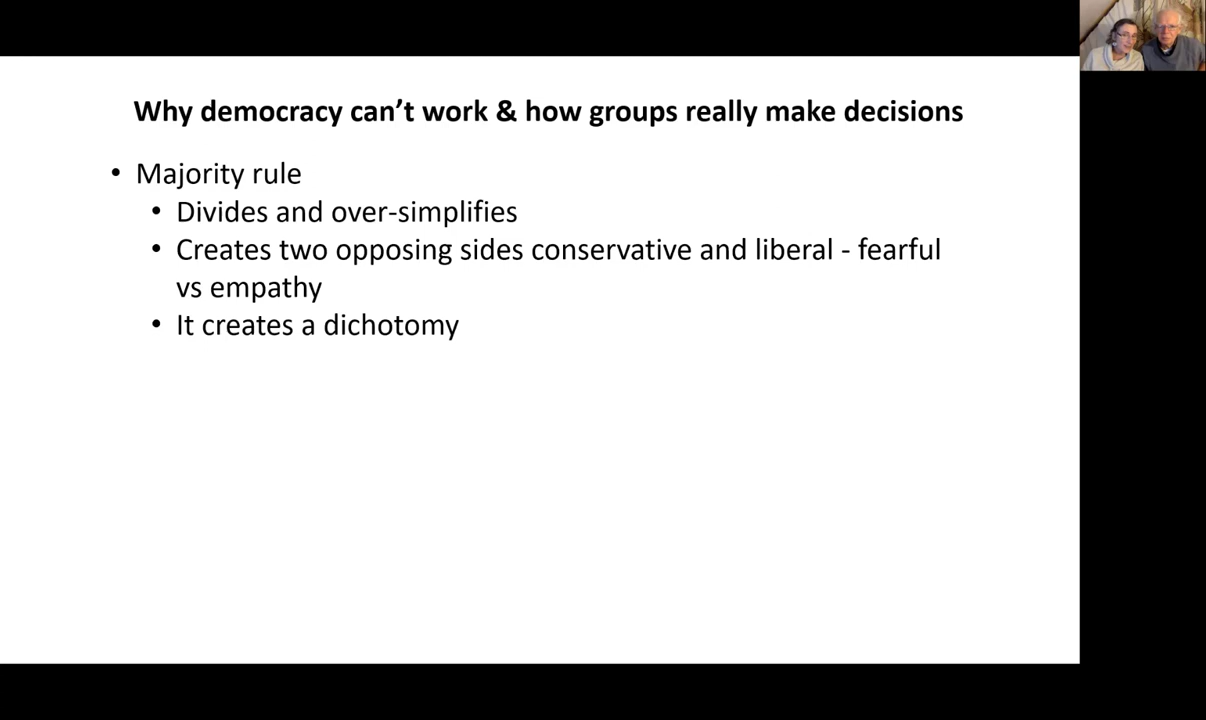 Why democracy can’t work & how groups really make decisions
• Majority rule
• Divides and over-simplifies
• Creates two opposing sides conservative and liberal - fearful
vs empathy
• It creates a dichotomy